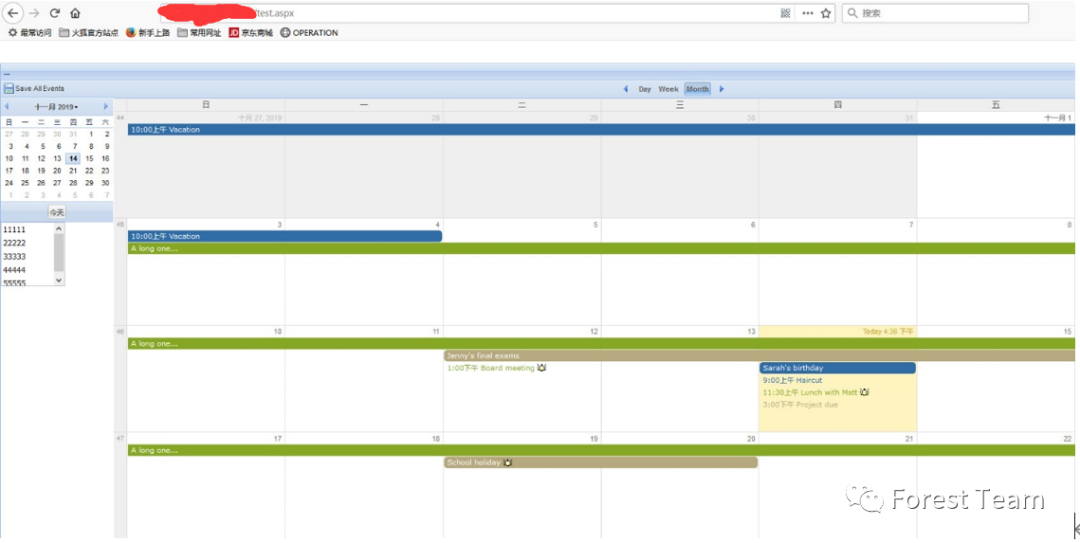 /test.aspx
搜索
最常访问 火狐官方站点 新手上路 常用网址 JD 京东商城 OPERATION
Save All Events
Day Week Month
十一月 2019
日 一 二 三 四 五 六
27 28 29 30 31 1 2
3 4 5 6 7 8 9
10 11 12 13 14 15 16
17 18 19 20 21 22 23
24 25 26 27 28 29 30
1 2 3 4 5 6 7
今天
11111
22222
33333
44444
55555
日 一 二 三 四 五
44 十月 27, 2019 28 29 30 31 十一月 1
10:00上午 Vacation
3 4 5 6 7 8
10:00上午 Vacation
A long one...
10 11 12 13 Today 4:36 下午 15
A long one...
Jenny's final exams
1:00下午 Board meeting
Sarah's birthday
9:00上午 Haircut
11:30上午 Lunch with Matt
3:00下午 Project due
47 17 18 19 20 21 22
A long one...
School holiday
Forest Team